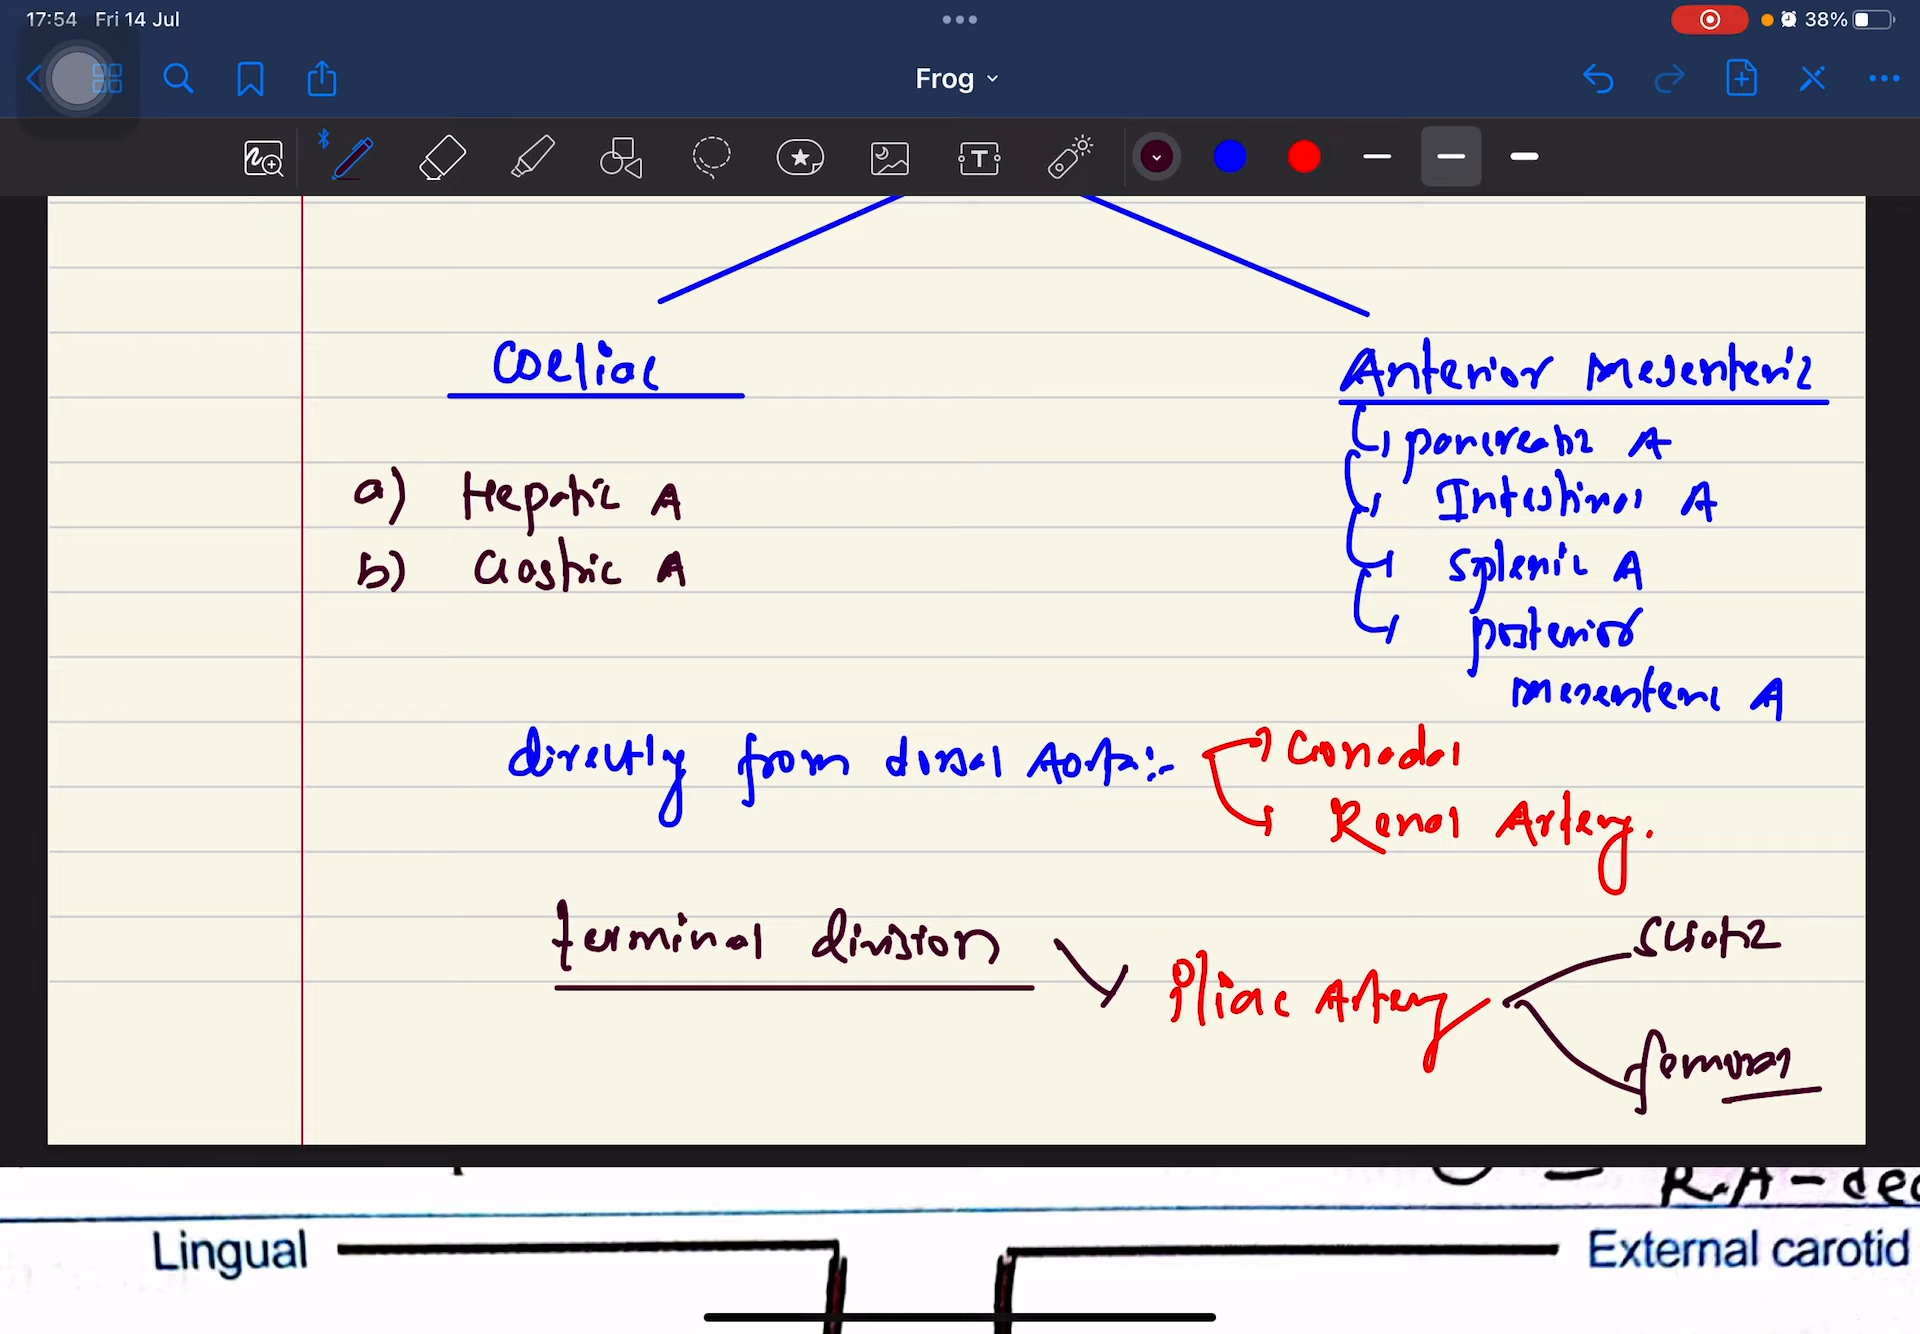 17:54 Fri 14 Jul
38%
Frog
T
Coeliac
Anterior mesenteric
pancreatic A
a) Hepatic A
Intestinal A
b) Gastric A
Splenic A
posterior
mesenteric A
directly from dorsal Aorta:-
Gonadal
Renal Artery.
terminal division
Sciatic
iliac Artery
femoral
R.A - dec
Lingual
External carotid